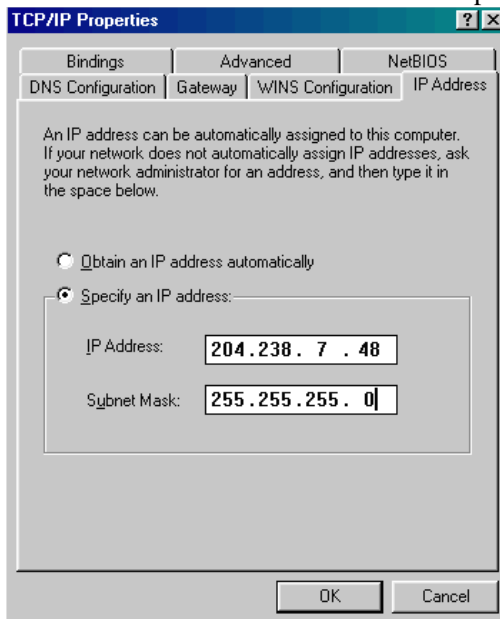 TCP/IP Properties
Bindings Advanced NetBIOS
DNS Configuration Gateway WINS Configuration IP Address
An IP address can be automatically assigned to this computer.
If your network does not automatically assign IP addresses, ask
your network administrator for an address, and then type it in
the space below.
Obtain an IP address automatically
Specify an IP address:
IP Address: 204.238. 7 .48
Subnet Mask: 255.255.255. 0
OK Cancel